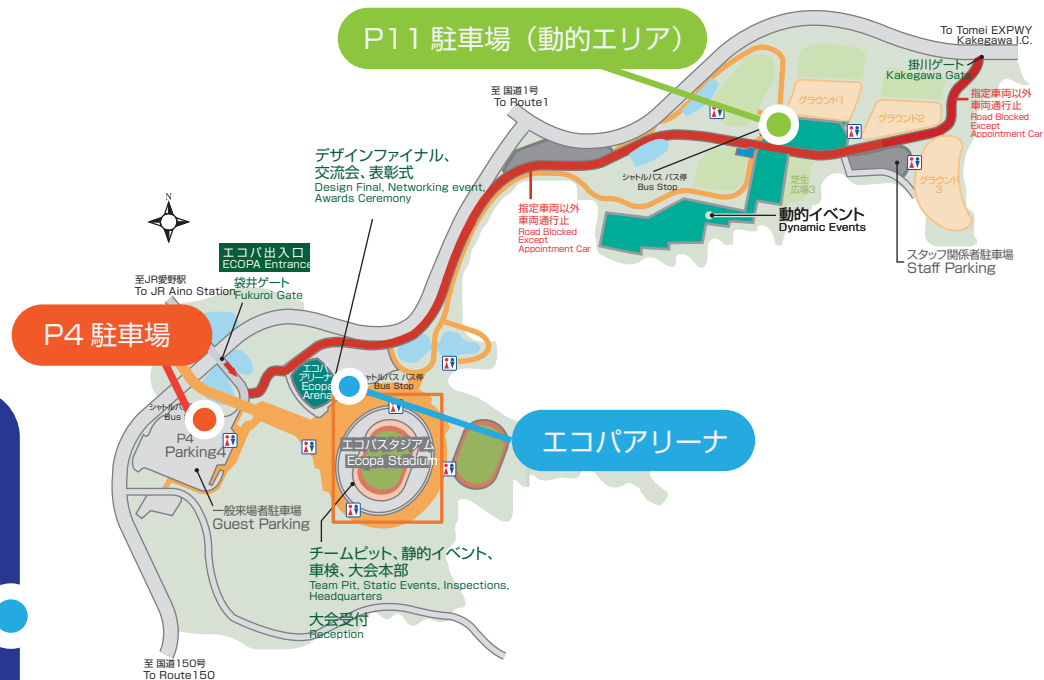 P11 駐車場（動的エリア）
To Tomei EXPWY
Kakegawa I.C.
掛川ゲート
Kakegawa Gate
指定車両以外
車両通行止
Road Blocked
Except
Appointment Car
至 国道1号
To Route1
グラウンド1
グラウンド2
グラウンド
3
芝生
広場3
シャトルバス バス停
Bus Stop
動的イベント
Dynamic Events
スタッフ関係者駐車場
Staff Parking
デザインファイナル、
交流会、表彰式
Design Final, Networking event,
Awards Ceremony
指定車両以外
車両通行止
Road Blocked
Except
Appointment Car
N
エコパ出入口
ECOPA Entrance
袋井ゲート
Fukuroi Gate
至JR愛野駅
To JR Aino Station
P4 駐車場
エコパ
アリーナ
Ecopa
Arena
シャトルバス バス停
Bus Stop
シャトルバ
Bus
P4
Parking4
エコパスタジアム
Ecopa Stadium
エコパアリーナ
一般来場者駐車場
Guest Parking
チームピット、静的イベント、
車検、大会本部
Team Pit, Static Events, Inspections,
Headquarters
大会受付
Reception
至 国道150号
To Route150